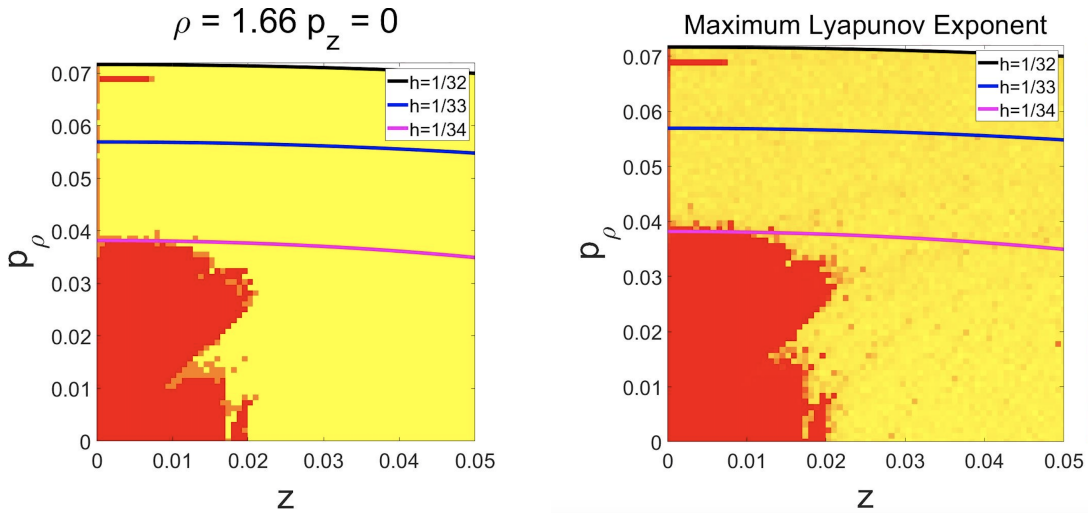 ρ = 1.66 p_z = 0
0.07
0.06
0.05
0.04
0.03
0.02
0.01
0
p_ρ
h=1/32
h=1/33
h=1/34
0 0.01 0.02 0.03 0.04 0.05
z
Maximum Lyapunov Exponent
0.07
0.06
0.05
0.04
0.03
0.02
0.01
0
p_ρ
h=1/32
h=1/33
h=1/34
0 0.01 0.02 0.03 0.04 0.05
z